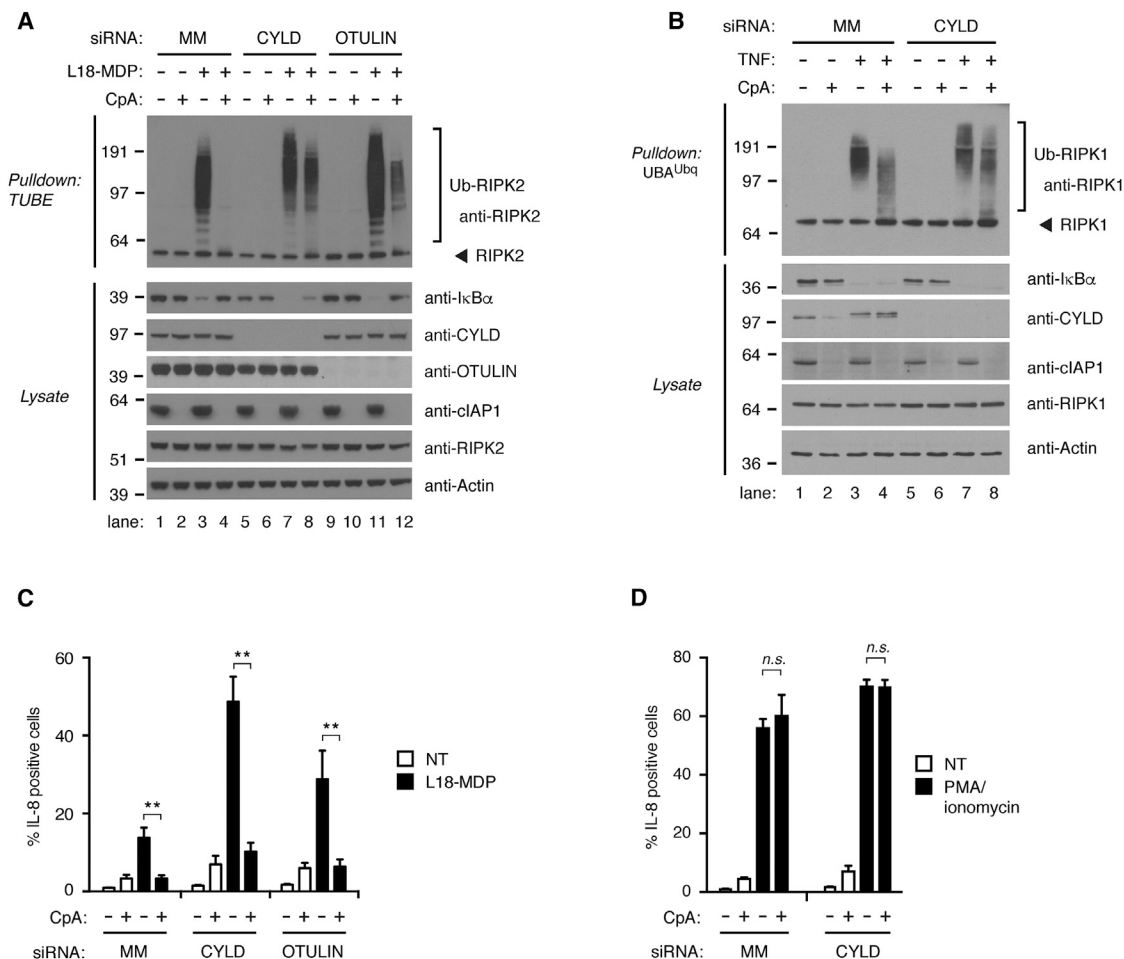 A
siRNA: MM CYLD OTULIN
L18-MDP: – – + + – – + + – – + +
CpA: – + – + – + – + – + – +
Pulldown:
TUBE
191
97
64
Ub-RIPK2
anti-RIPK2
◄ RIPK2
Lysate
39 anti-IκBα
97 anti-CYLD
39 anti-OTULIN
64 anti-cIAP1
51 anti-RIPK2
39 anti-Actin
lane: 1 2 3 4 5 6 7 8 9 10 11 12
B
siRNA: MM CYLD
TNF: – – + + – – + +
CpA: – + – + – + – +
Pulldown:
UBAUbq
191
97
64
Ub-RIPK1
anti-RIPK1
◄ RIPK1
Lysate
36 anti-IκBα
97 anti-CYLD
64 anti-cIAP1
64 anti-RIPK1
36 anti-Actin
lane: 1 2 3 4 5 6 7 8
C
% IL-8 positive cells
60
40
20
0
**
**
**
NT
L18-MDP
CpA: – + – + – + – + – + – +
siRNA: MM CYLD OTULIN
D
% IL-8 positive cells
80
60
40
20
0
n.s.
n.s.
NT
PMA/
ionomycin
CpA: – + – + – + – +
siRNA: MM CYLD